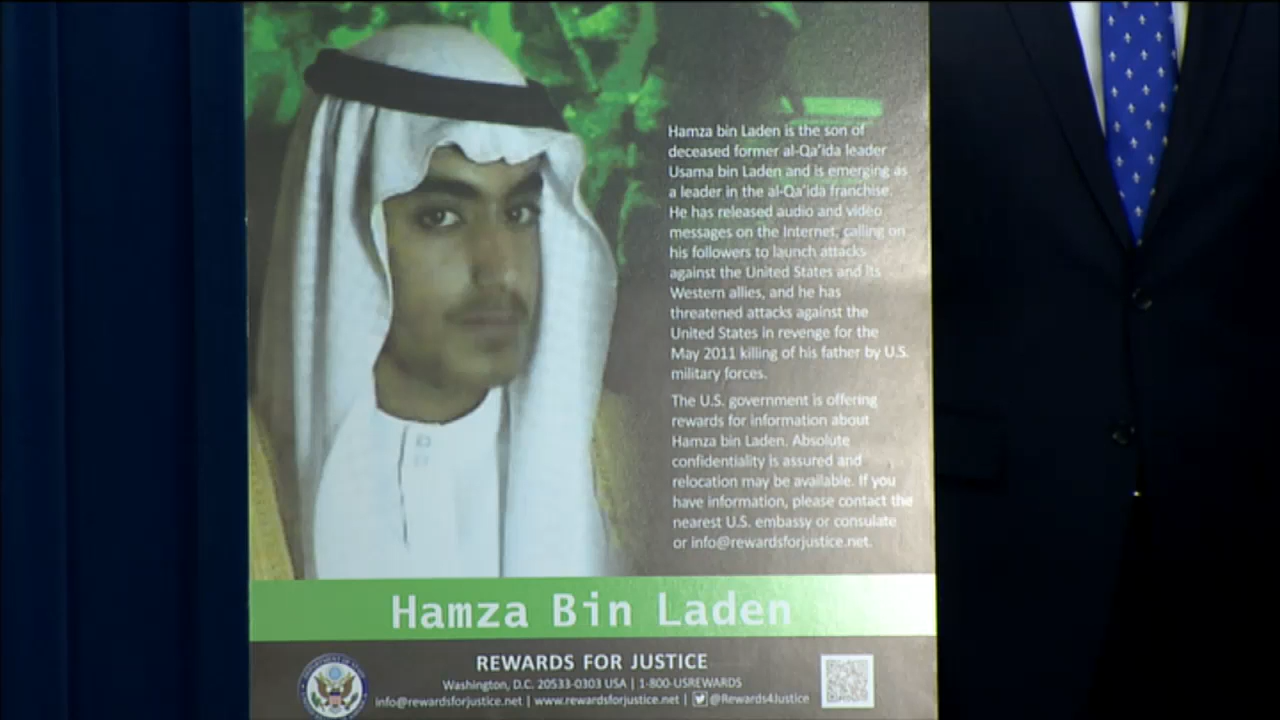 Hamza bin Laden is the son of
deceased former al-Qa'ida leader
Usama bin Laden and is emerging as
a leader in the al-Qa'ida franchise.
He has released audio and video
messages on the Internet, calling on
his followers to launch attacks
against the United States and its
Western allies, and he has
threatened attacks against the
United States in revenge for the
May 2011 killing of his father by U.S.
military forces.
The U.S. government is offering
rewards for information about
Hamza bin Laden. Absolute
confidentiality is assured and
relocation may be available. If you
have information, please contact the
nearest U.S. embassy or consulate
or info@rewardsforjustice.net.
Hamza Bin Laden
REWARDS FOR JUSTICE
Washington, D.C. 20533-0303 USA | 1-800-USREWARDS
info@rewardsforjustice.net | www.rewardsforjustice.net | @Rewards4Justice